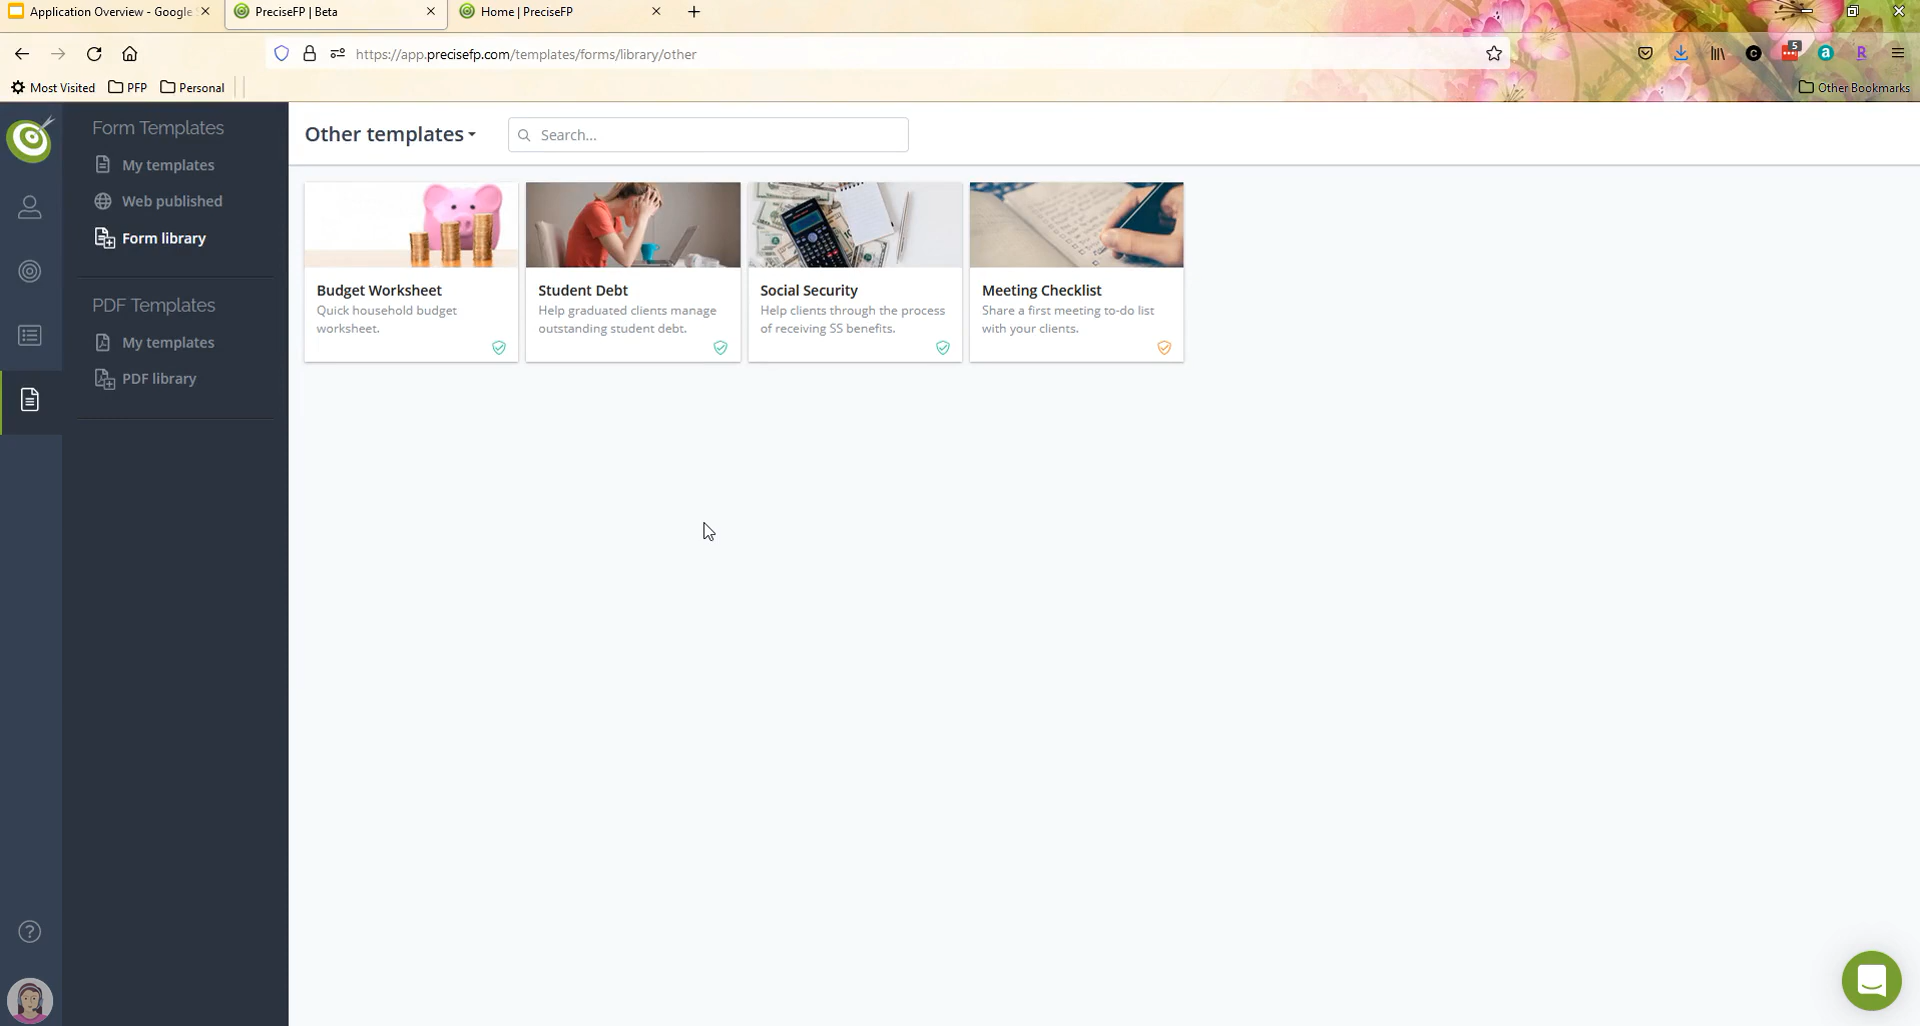 Application Overview - Google
PreciseFP | Beta
Home | PreciseFP
https://app.precisefp.com/templates/forms/library/other
5
a
R
Most Visited
PFP
Personal
Other Bookmarks
Form Templates
My templates
Web published
Form library
PDF Templates
My templates
PDF library
Other templates
Search...
Budget Worksheet
Quick household budget
worksheet.
Student Debt
Help graduated clients manage
outstanding student debt.
Social Security
Help clients through the process
of receiving SS benefits.
Meeting Checklist
Share a first meeting to-do list
with your clients.